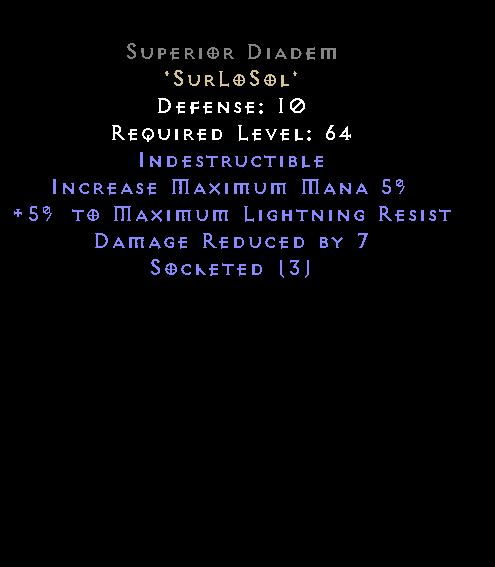 Superior Diadem
'SurLoSol'
Defense: 10
Required Level: 64
Indestructible
Increase Maximum Mana 5%
+5% to Maximum Lightning Resist
Damage Reduced by 7
Socketed (3)